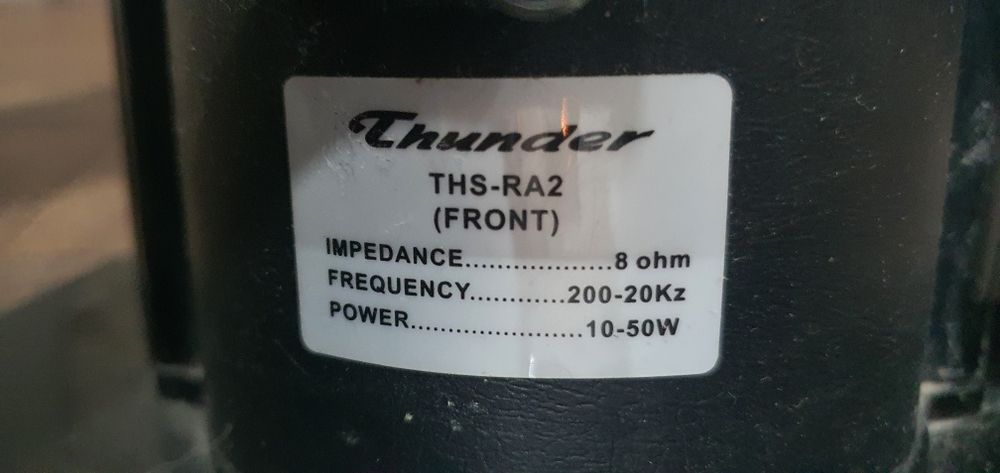 Thunder
THS-RA2
(FRONT)
IMPEDANCE..................8 ohm
FREQUENCY............200-20Kz
POWER......................10-50W